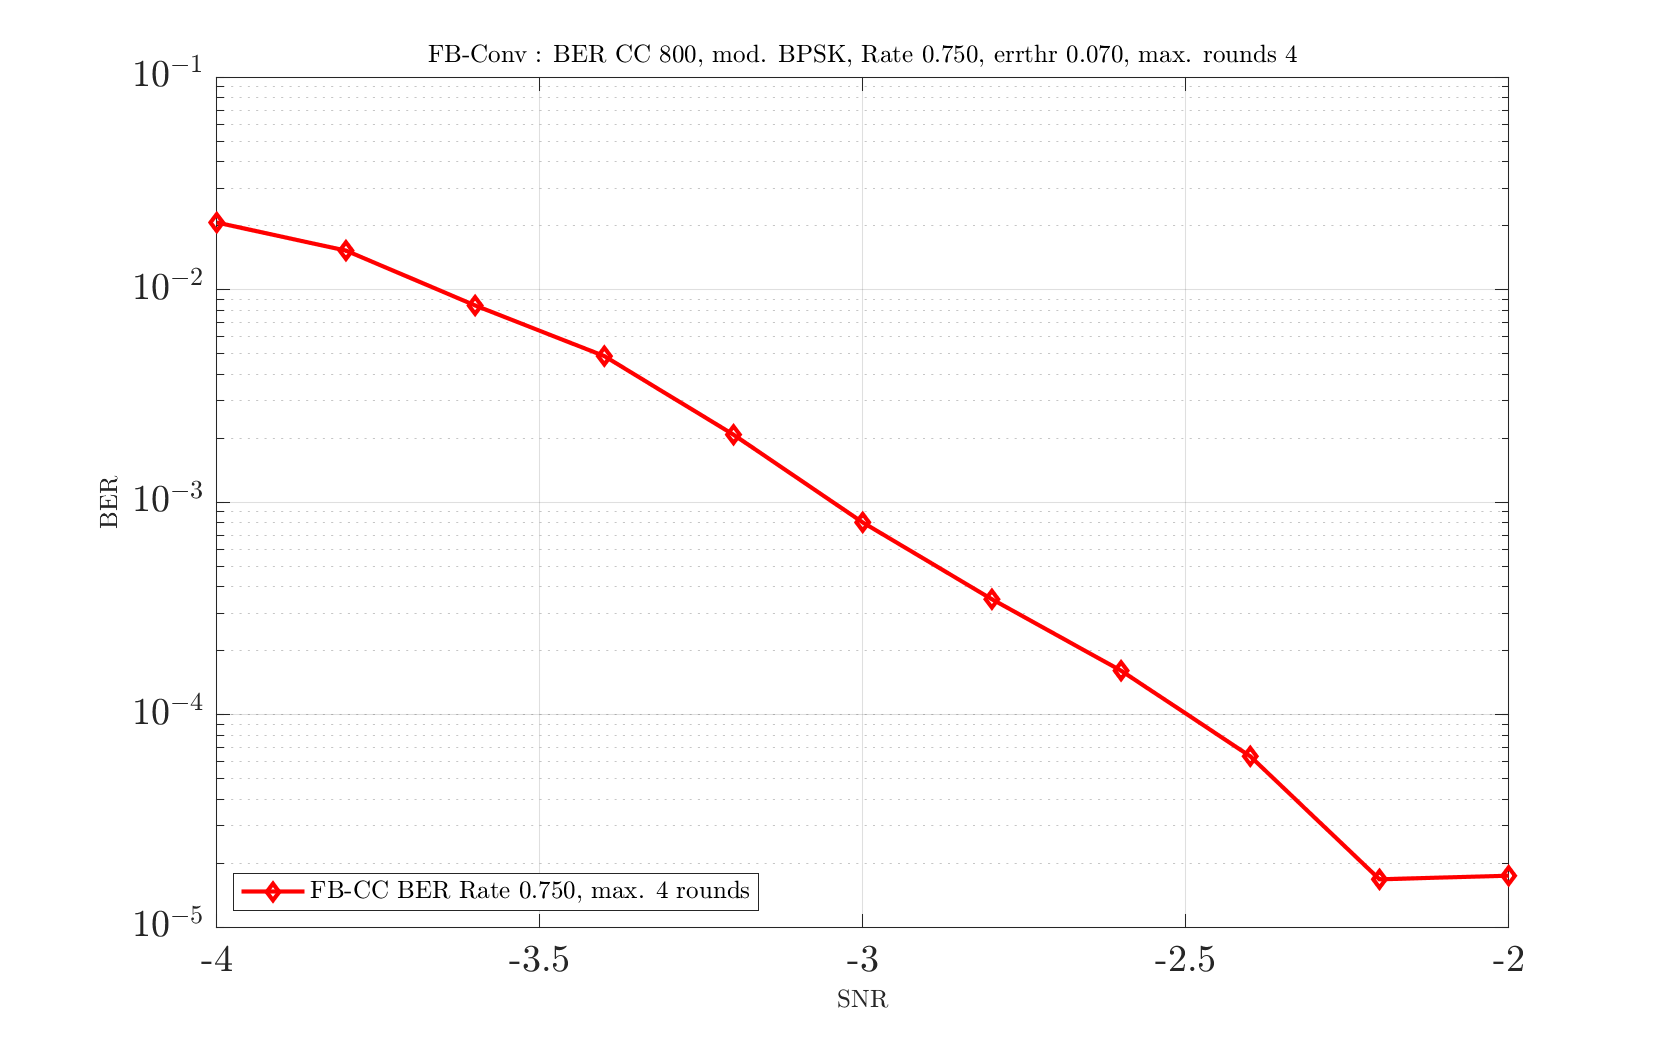 FB-Conv : BER CC 800, mod. BPSK, Rate 0.750, errthr 0.070, max. rounds 4
10⁻¹
10⁻²
10⁻³
10⁻⁴
10⁻⁵
BER
FB-CC BER Rate 0.750, max. 4 rounds
-4 -3.5 -3 -2.5 -2
SNR